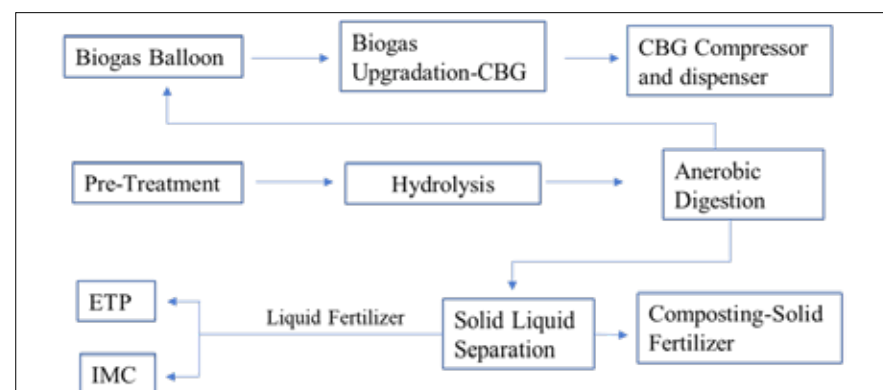 Biogas Balloon
Biogas
Upgradation-CBG
CBG Compressor
and dispenser
Pre-Treatment
Hydrolysis
Anerobic
Digestion
ETP
IMC
Liquid Fertilizer
Solid Liquid
Separation
Composting-Solid
Fertilizer